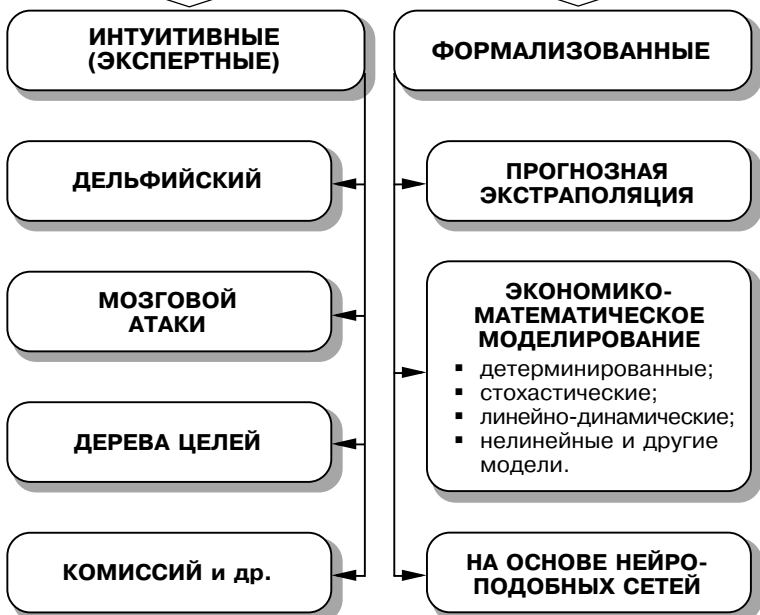 ИНТУИТИВНЫЕ
(ЭКСПЕРТНЫЕ)
ДЕЛЬФИЙСКИЙ
МОЗГОВОЙ
АТАКИ
ДЕРЕВА ЦЕЛЕЙ
КОМИССИЙ и др.
ФОРМАЛИЗОВАННЫЕ
ПРОГНОЗНАЯ
ЭКСТРАПОЛЯЦИЯ
ЭКОНОМИКО-
МАТЕМАТИЧЕСКОЕ
МОДЕЛИРОВАНИЕ
▪ детерминированные;
▪ стохастические;
▪ линейно-динамические;
▪ нелинейные и другие
модели.
НА ОСНОВЕ НЕЙРО-
ПОДОБНЫХ СЕТЕЙ